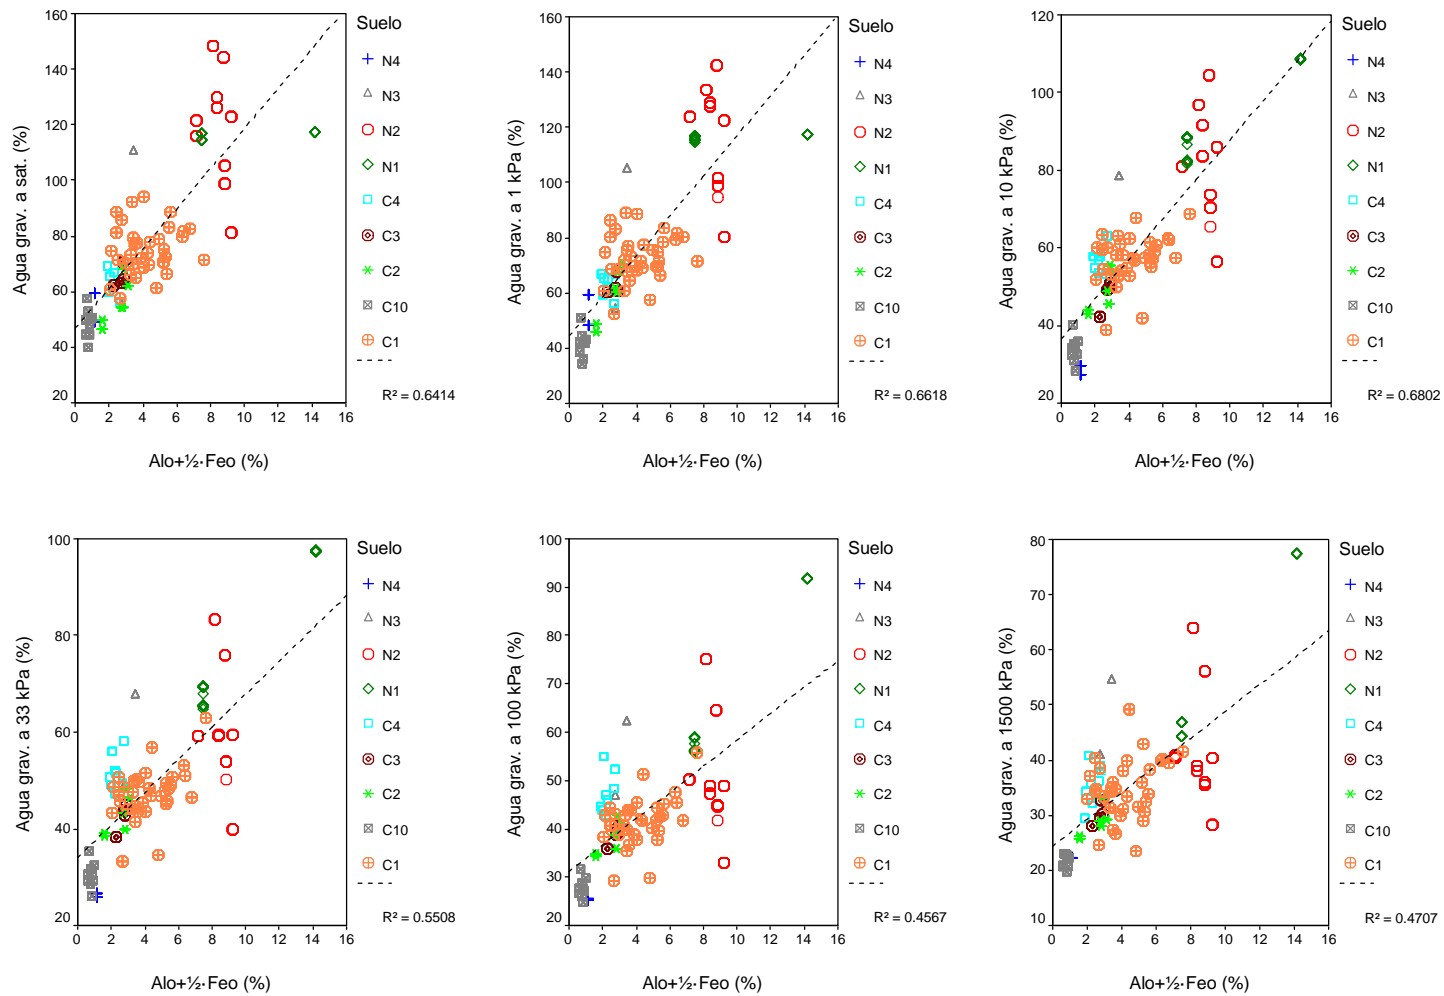 Agua grav. a sat. (%)
160
140
120
100
80
60
40
20
0 2 4 6 8 10 12 14 16
Alo+½·Feo (%)
Suelo
N4
N3
N2
N1
C4
C3
C2
C10
C1
R² = 0.6414
Agua grav. a 1 kPa (%)
160
140
120
100
80
60
40
20
0 2 4 6 8 10 12 14 16
Alo+½·Feo (%)
Suelo
N4
N3
N2
N1
C4
C3
C2
C10
C1
R² = 0.6618
Agua grav. a 10 kPa (%)
120
100
80
60
40
20
0 2 4 6 8 10 12 14 16
Alo+½·Feo (%)
Suelo
N4
N3
N2
N1
C4
C3
C2
C10
C1
R² = 0.6802
Agua grav. a 33 kPa (%)
100
80
60
40
20
0 2 4 6 8 10 12 14 16
Alo+½·Feo (%)
Suelo
N4
N3
N2
N1
C4
C3
C2
C10
C1
R² = 0.5508
Agua grav. a 100 kPa (%)
100
90
80
70
60
50
40
30
20
0 2 4 6 8 10 12 14 16
Alo+½·Feo (%)
Suelo
N4
N3
N2
N1
C4
C3
C2
C10
C1
R² = 0.4567
Agua grav. a 1500 kPa (%)
80
70
60
50
40
30
20
10
0 2 4 6 8 10 12 14 16
Alo+½·Feo (%)
Suelo
N4
N3
N2
N1
C4
C3
C2
C10
C1
R² = 0.4707